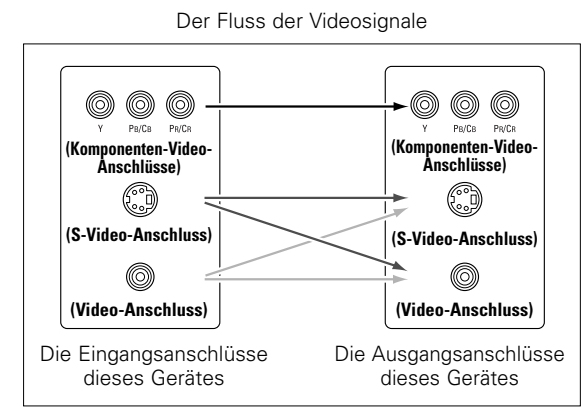 Der Fluss der Videosignale
Y PB/CB PR/CR
(Komponenten-Video-
Anschlüsse)
(S-Video-Anschluss)
(Video-Anschluss)
Die Eingangsanschlüsse
dieses Gerätes
Y PB/CB PR/CR
(Komponenten-Video-
Anschlüsse)
(S-Video-Anschluss)
(Video-Anschluss)
Die Ausgangsanschlüsse
dieses Gerätes